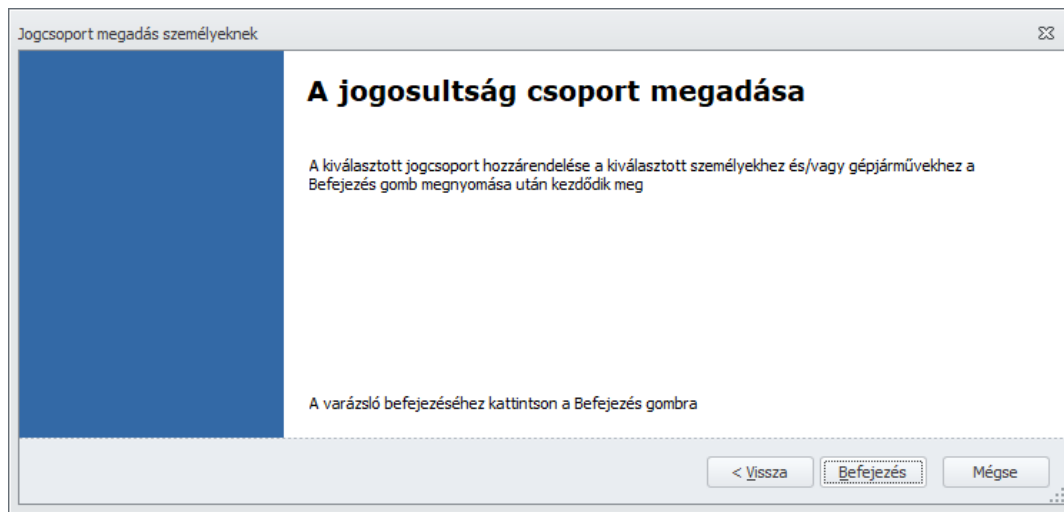 Jogcsoport megadás személyeknek
A jogosultság csoport megadása
A kiválasztott jogcsoport hozzárendelése a kiválasztott személyekhez és/vagy gépjárművekhez a
Befejezés gomb megnyomása után kezdődik meg
A varázsló befejezéséhez kattintson a Befejezés gombra
< Vissza
Befejezés
Mégse